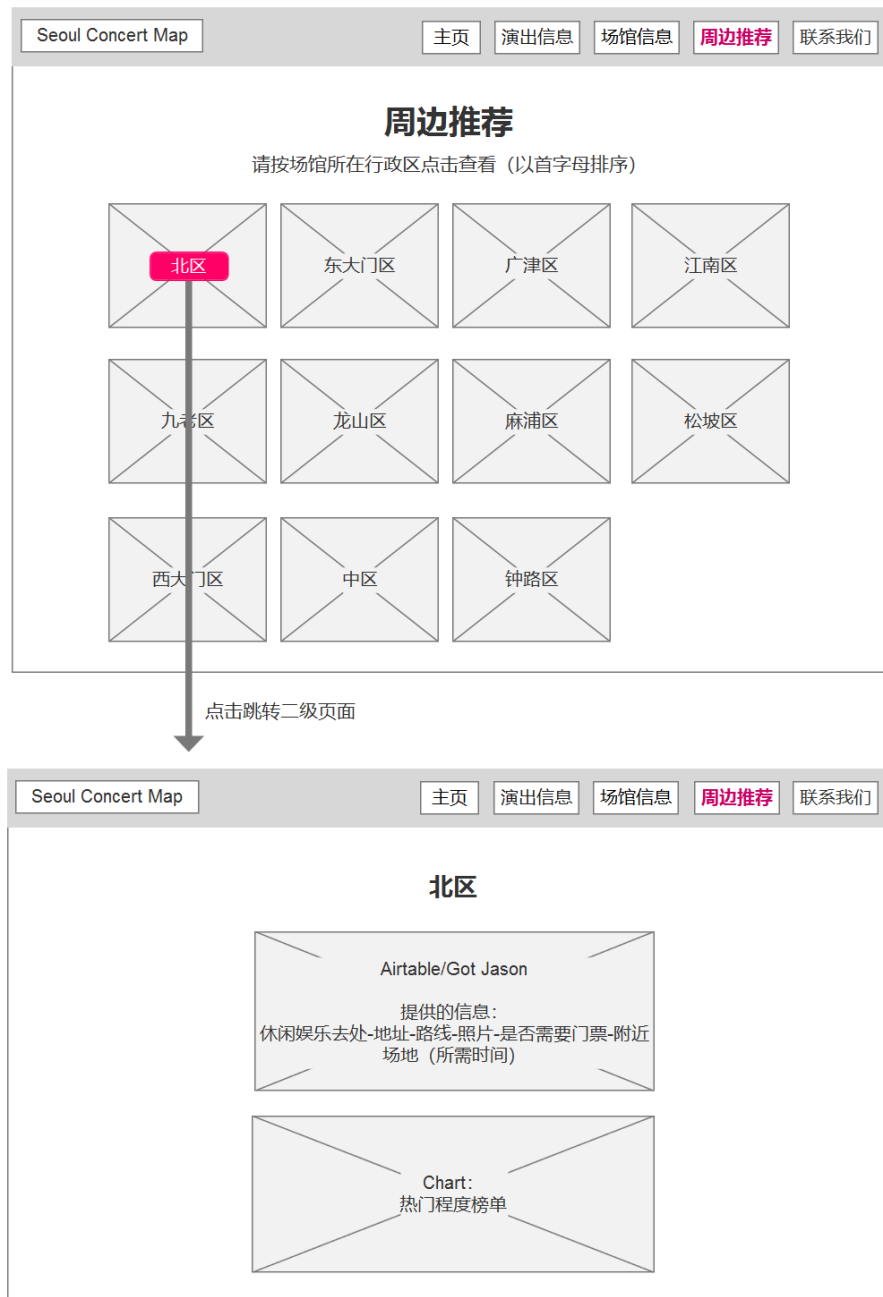 Seoul Concert Map
主页
演出信息
场馆信息
周边推荐
联系我们
周边推荐
请按场馆所在行政区点击查看（以首字母排序）
北区
东大门区
广津区
江南区
九老区
龙山区
麻浦区
松坡区
西大门区
中区
钟路区
点击跳转二级页面
Seoul Concert Map
主页
演出信息
场馆信息
周边推荐
联系我们
北区
Airtable/Got Jason
提供的信息：
休闲娱乐去处-地址-路线-照片-是否需要门票-附近
场地（所需时间）
Chart：
热门程度榜单